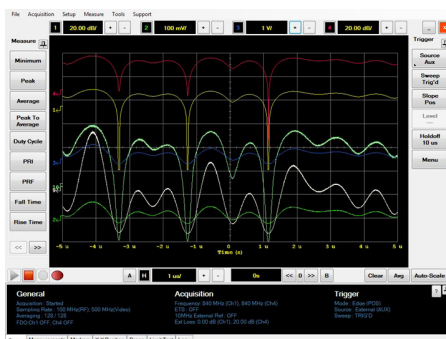 File Acquisition Setup Measure Tools Support
1 20.00 dB/ + - 2 100 mV/ + - 3 1 W/ + - 4 20.00 dB/ + -
Measure
Trigger
Minimum
Peak
Average
Peak To
Average
Duty Cycle
PRI
PRF
Fall Time
Rise Time
<< >>
Source
Aux
Sweep
Trig'd
Slope
Pos
Level
Holdoff
10 us
Menu
-5 u -4 u -3 u -2 u -1 u 0 u 1 u 2 u 3 u 4 u 5 u
Time (s)
A H 1 us/ + - 0s << 0 >> B Clear Avg Auto-Scale
General
Acquisition: Started
Sampling Rate: 100 MHz(RF), 500 MHz(Video)
Averaging: 128 / 128
FDO:Ch1 OFF, Ch4 OFF
Acquisition
Frequency: 840 MHz (Ch1), 840 MHz (Ch4)
ETS: OFF
10MHz External Ref: OFF
Ext Loss: 0.00 dB (Ch1), 20.00 dB (Ch4)
Trigger
Mode: Edge (POS)
Source: External (AUX)
Sweep: TRIG'D